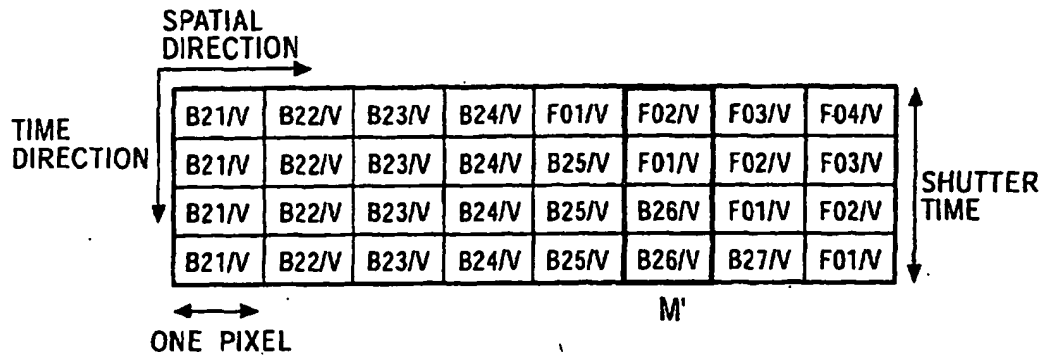 SPATIAL
DIRECTION
TIME
DIRECTION
B21/V B22/V B23/V B24/V F01/V F02/V F03/V F04/V
B21/V B22/V B23/V B24/V B25/V F01/V F02/V F03/V
B21/V B22/V B23/V B24/V B25/V B26/V F01/V F02/V
B21/V B22/V B23/V B24/V B25/V B26/V B27/V F01/V
SHUTTER
TIME
M'
ONE PIXEL